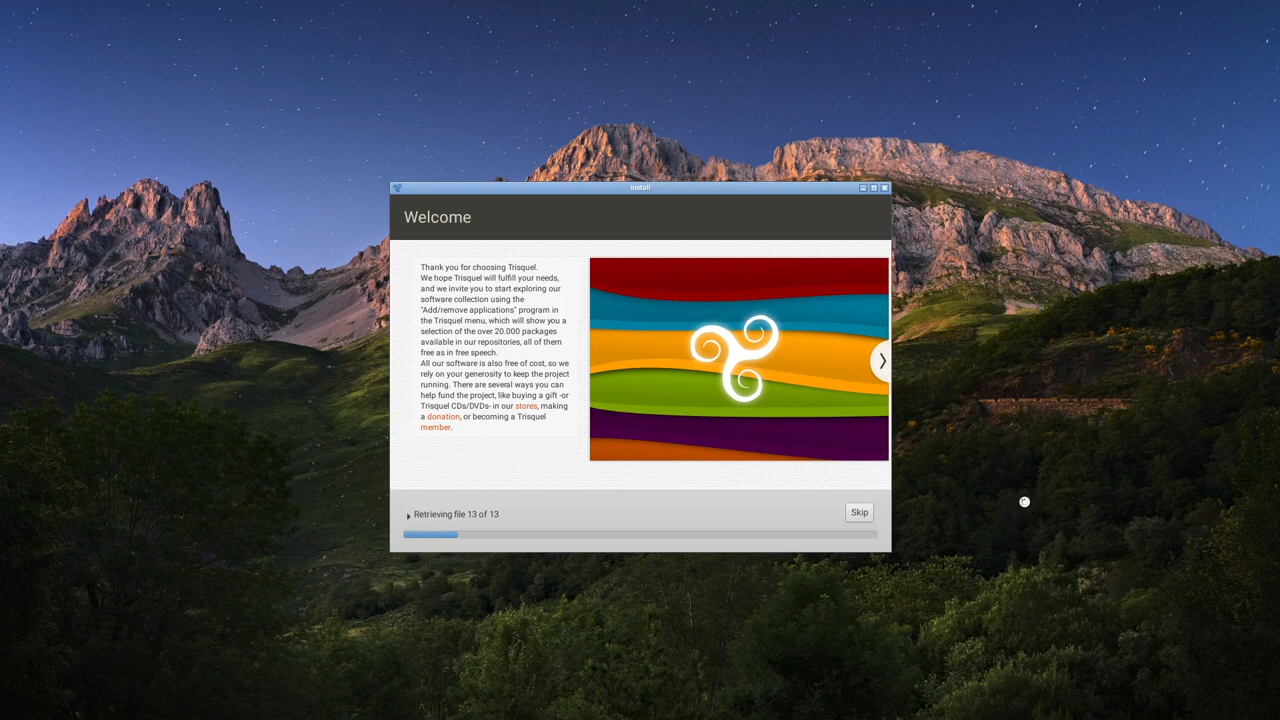 Install
Welcome
Thank you for choosing Trisquel.
We hope Trisquel will fulfill your needs,
and we invite you to start exploring our
software collection using the
"Add/remove applications" program in
the Trisquel menu, which will show you a
selection of the over 20.000 packages
available in our repositories, all of them
free as in free speech.
All our software is also free of cost, so we
rely on your generosity to keep the project
running. There are several ways you can
help fund the project, like buying a gift -or
Trisquel CDs/DVDs- in our stores, making
a donation, or becoming a Trisquel
member.
Retrieving file 13 of 13
Skip